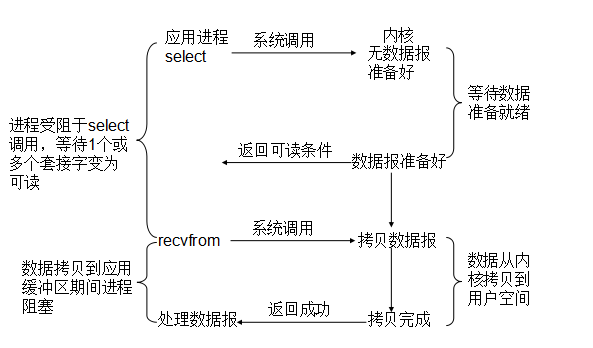 应用进程
select
系统调用
内核
无数据报
准备好
等待数据
准备就绪
进程受阻于select
调用，等待1个或
多个套接字变为
可读
返回可读条件
数据报准备好
recvfrom
系统调用
拷贝数据报
数据拷贝到应用
缓冲区期间进程
阻塞
数据从内
核拷贝到
用户空间
处理数据报
返回成功
拷贝完成